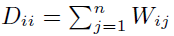 D_{ii} = \sum_{j=1}^{n} W_{ij}